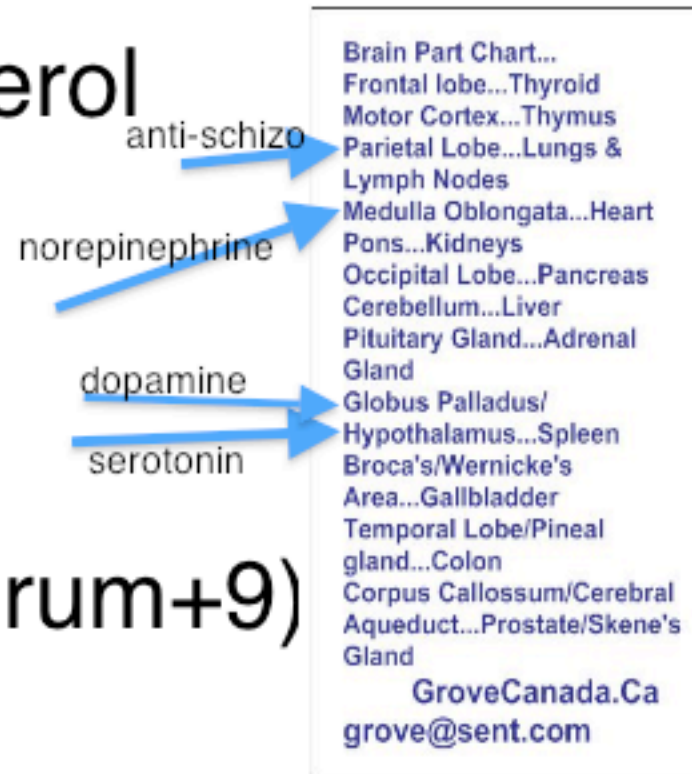 erol
anti-schizo
norepinephrine
dopamine
serotonin
rum+9)
Brain Part Chart...
Frontal lobe...Thyroid
Motor Cortex...Thymus
Parietal Lobe...Lungs &
Lymph Nodes
Medulla Oblongata...Heart
Pons...Kidneys
Occipital Lobe...Pancreas
Cerebellum...Liver
Pituitary Gland...Adrenal
Gland
Globus Palladus/
Hypothalamus...Spleen
Broca's/Wernicke's
Area...Gallbladder
Temporal Lobe/Pineal
gland...Colon
Corpus Callossum/Cerebral
Aqueduct...Prostate/Skene's
Gland
GroveCanada.Ca
grove@sent.com